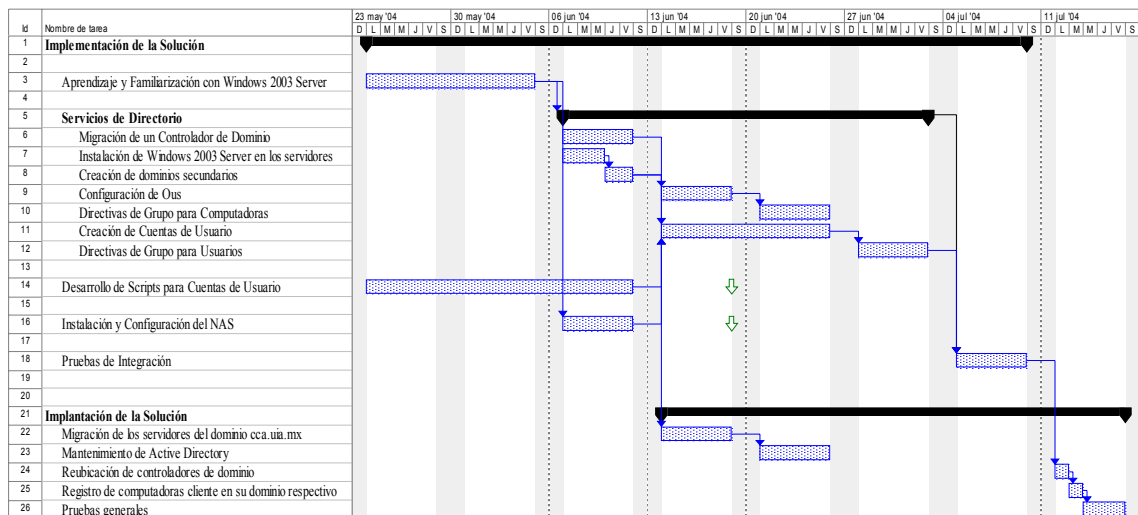 23 may '04 30 may '04 06 jun '04 13 jun '04 20 jun '04 27 jun '04 04 jul '04 11 jul '04
Id Nombre de tarea D L M M J V S D L M M J V S D L M M J V S D L M M J V S D L M M J V S D L M M J V S D L M M J V S D L M M J V S
1 Implementación de la Solución
2
3 Aprendizaje y Familiarización con Windows 2003 Server
4
5 Servicios de Directorio
6 Migración de un Controlador de Dominio
7 Instalación de Windows 2003 Server en los servidores
8 Creación de dominios secundarios
9 Configuración de Ous
10 Directivas de Grupo para Computadoras
11 Creación de Cuentas de Usuario
12 Directivas de Grupo para Usuarios
13
14 Desarrollo de Scripts para Cuentas de Usuario
15
16 Instalación y Configuración del NAS
17
18 Pruebas de Integración
19
20
21 Implantación de la Solución
22 Migración de los servidores del dominio cca.uia.mx
23 Mantenimiento de Active Directory
24 Reubicación de controladores de dominio
25 Registro de computadoras cliente en su dominio respectivo
26 Pruebas generales